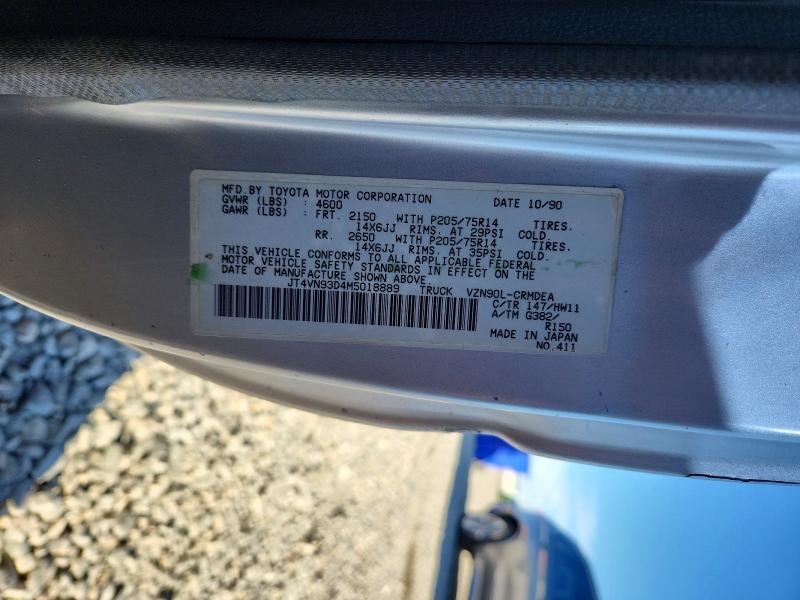 MFD.BY TOYOTA MOTOR CORPORATION DATE 10/90
GVWR (LBS) : 4600
GAWR (LBS) : FRT. 2150 WITH P205/75R14 TIRES.
14X6JJ RIMS. AT 29PSI COLD.
RR. 2650 WITH P205/75R14 TIRES.
14X6JJ RIMS. AT 35PSI COLD.
THIS VEHICLE CONFORMS TO ALL APPLICABLE FEDERAL
MOTOR VEHICLE SAFETY STANDARDS IN EFFECT ON THE
DATE OF MANUFACTURE SHOWN ABOVE.
JT4VN93D4M5018889 TRUCK VZN90L-CRMDEA
C/TR 147/HW11
A/TM G382/
R150
MADE IN JAPAN
NO.411